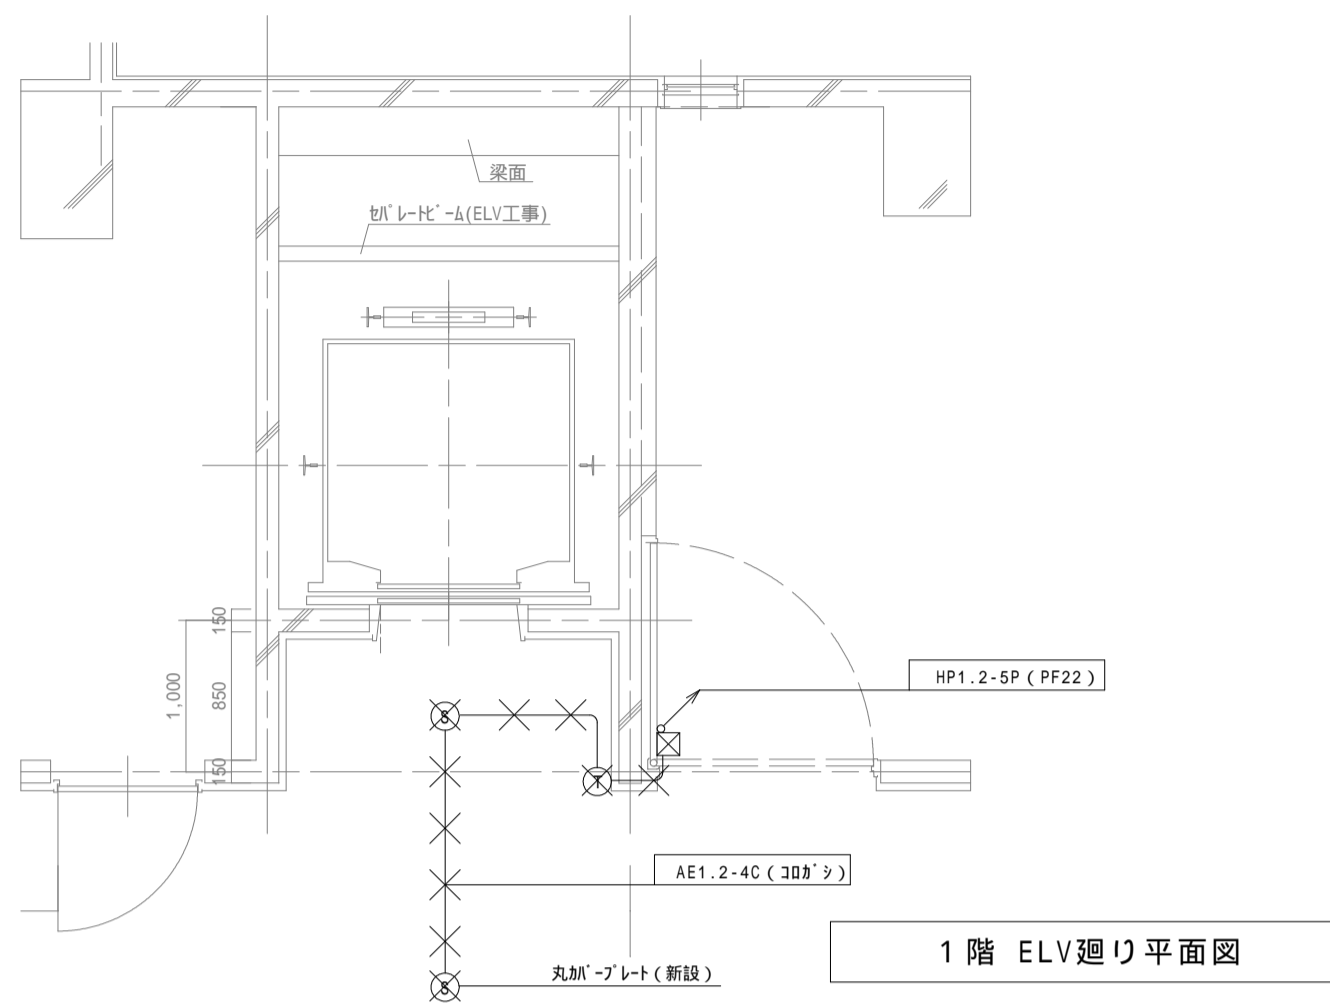 梁面
ｾﾊﾟﾚｰﾄﾋﾞｰﾑ(ELV工事)
150
850
1,000
150
HP1.2-5P（PF22）
S
T
AE1.2-4C（ｺﾛｶﾞｼ）
S
丸ｶﾊﾞｰﾌﾟﾚｰﾄ（新設）
1階 ELV廻り平面図